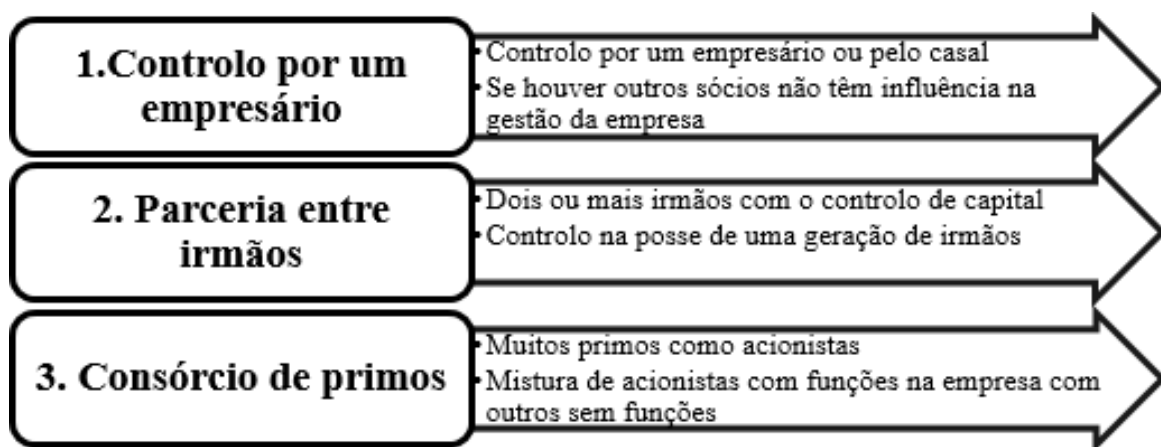 1.Controlo por um
empresário
• Controlo por um empresário ou pelo casal
• Se houver outros sócios não têm influência na
gestão da empresa
2. Parceria entre
irmãos
• Dois ou mais irmãos com o controlo de capital
• Controlo na posse de uma geração de irmãos
3. Consórcio de primos
• Muitos primos como acionistas
• Mistura de acionistas com funções na empresa com
outros sem funções